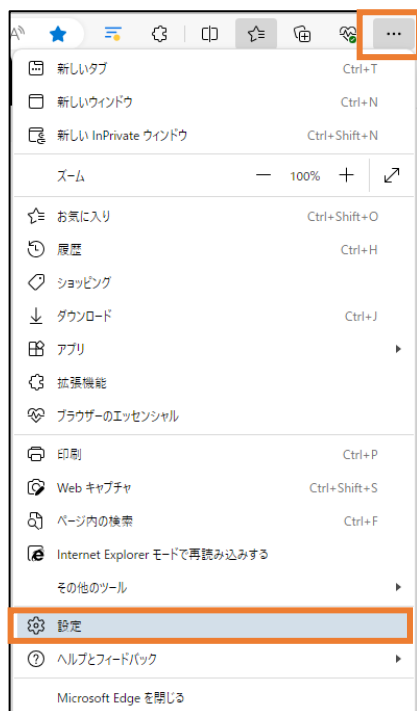 新しいタブ Ctrl+T
新しいウィンドウ Ctrl+N
新しい InPrivate ウィンドウ Ctrl+Shift+N
ズーム — 100% +
お気に入り Ctrl+Shift+O
履歴 Ctrl+H
ショッピング
ダウンロード Ctrl+J
アプリ
拡張機能
ブラウザーのエッセンシャル
印刷 Ctrl+P
Web キャプチャ Ctrl+Shift+S
ページ内の検索 Ctrl+F
Internet Explorer モードで再読み込みする
その他のツール
設定
ヘルプとフィードバック
Microsoft Edge を閉じる